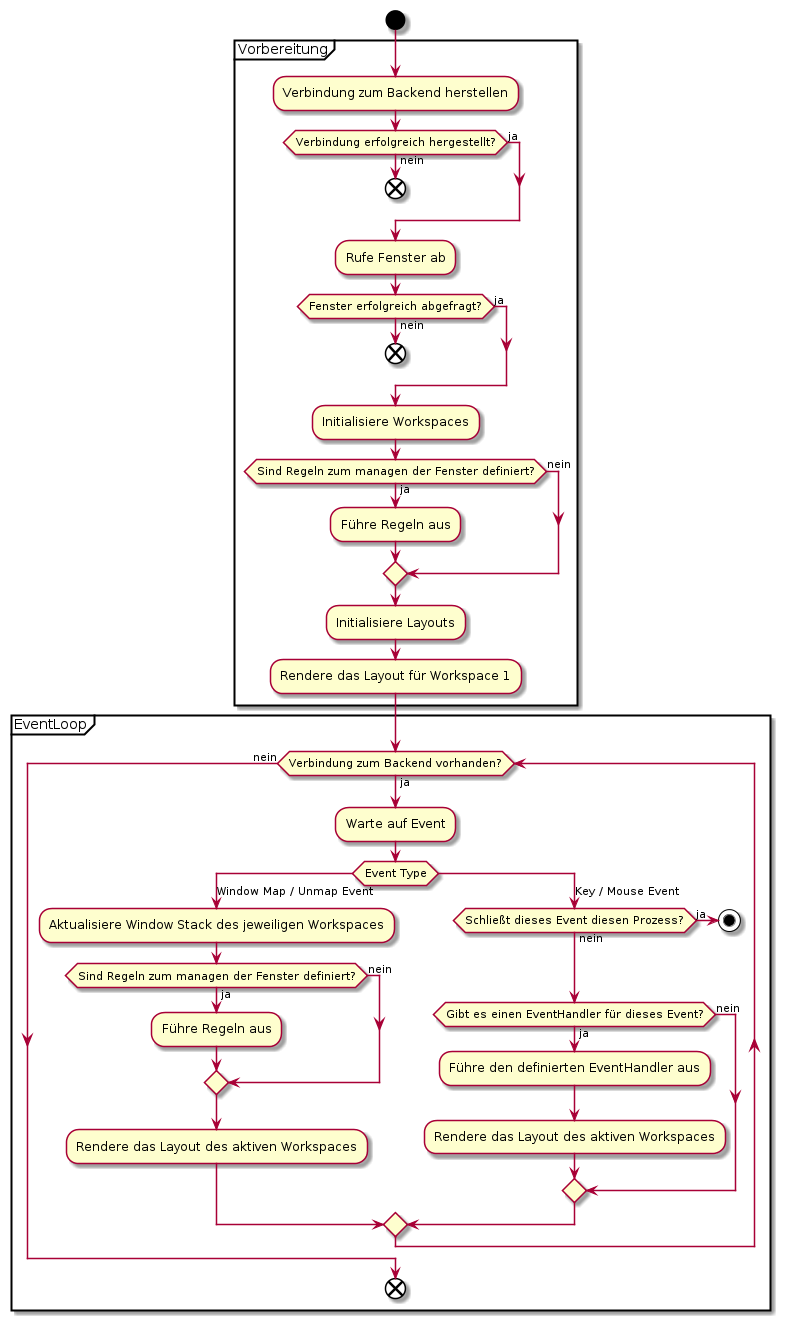 Vorbereitung
Verbindung zum Backend herstellen
Verbindung erfolgreich hergestellt?
ja
nein
Rufe Fenster ab
Fenster erfolgreich abgefragt?
ja
nein
Initialisiere Workspaces
Sind Regeln zum managen der Fenster definiert?
nein
ja
Führe Regeln aus
Initialisiere Layouts
Rendere das Layout für Workspace 1
EventLoop
nein
Verbindung zum Backend vorhanden?
ja
Warte auf Event
Event Type
Window Map / Unmap Event
Aktualisiere Window Stack des jeweiligen Workspaces
Sind Regeln zum managen der Fenster definiert?
nein
ja
Führe Regeln aus
Rendere das Layout des aktiven Workspaces
Key / Mouse Event
Schließt dieses Event diesen Prozess?
ja
nein
Gibt es einen EventHandler für dieses Event?
nein
ja
Führe den definierten EventHandler aus
Rendere das Layout des aktiven Workspaces